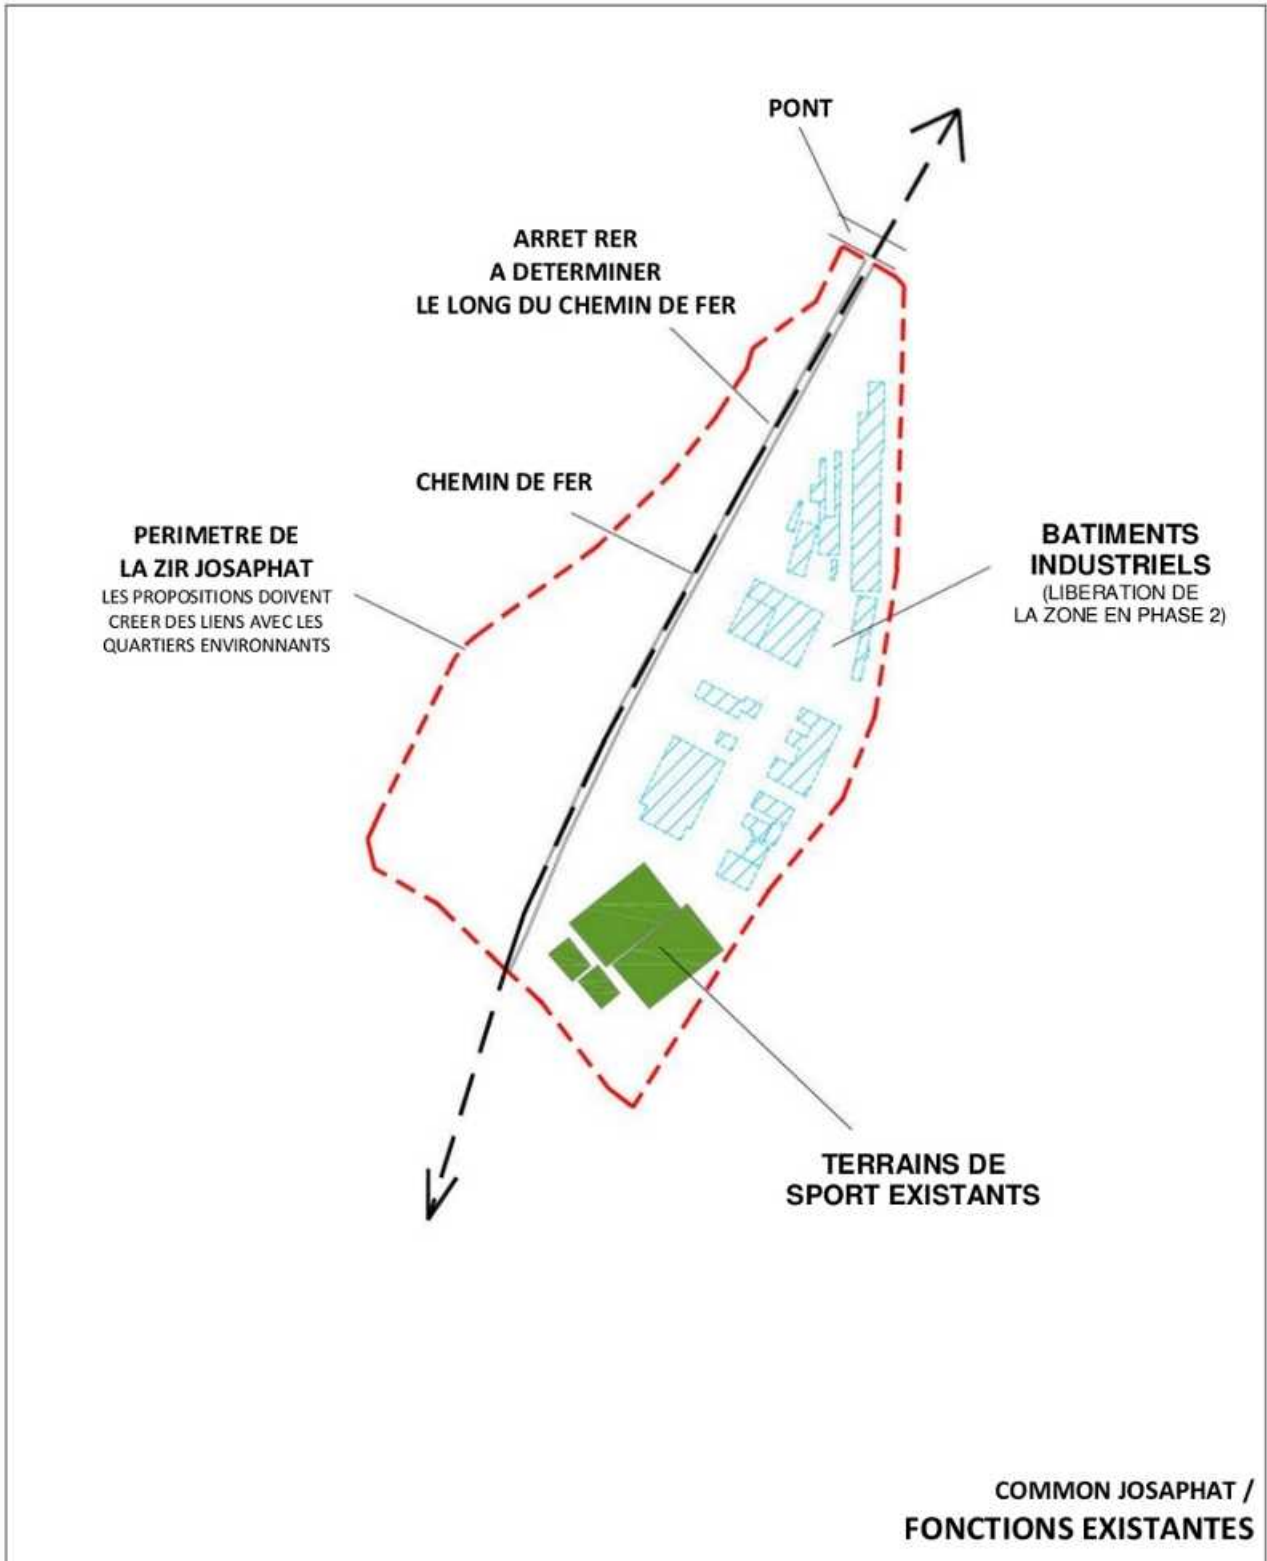 PONT
ARRET RER
A DETERMINER
LE LONG DU CHEMIN DE FER
CHEMIN DE FER
PERIMETRE DE
LA ZIR JOSAPHAT
LES PROPOSITIONS DOIVENT
CREER DES LIENS AVEC LES
QUARTIERS ENVIRONNANTS
BATIMENTS
INDUSTRIELS
(LIBERATION DE
LA ZONE EN PHASE 2)
TERRAINS DE
SPORT EXISTANTS
COMMON JOSAPHAT /
FONCTIONS EXISTANTES